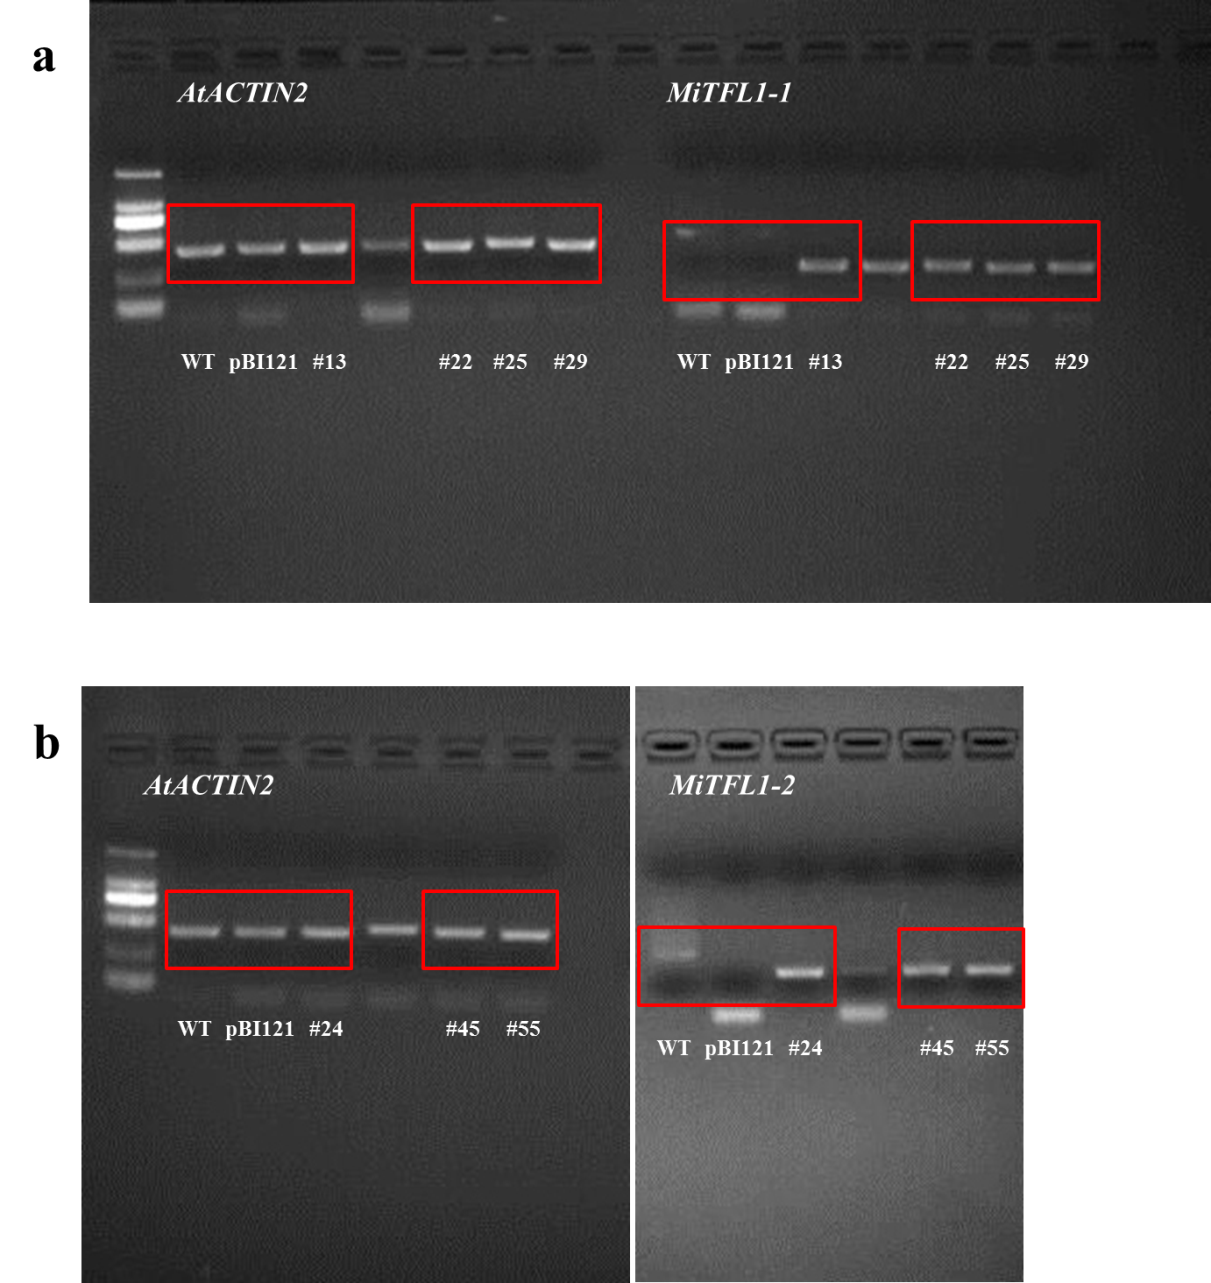 a
AtACTIN2 MiTFL1-1
WT pBI121 #13 #22 #25 #29 WT pBI121 #13 #22 #25 #29
b
AtACTIN2 MiTFL1-2
WT pBI121 #24 #45 #55
WT pBI121 #24 #45 #55